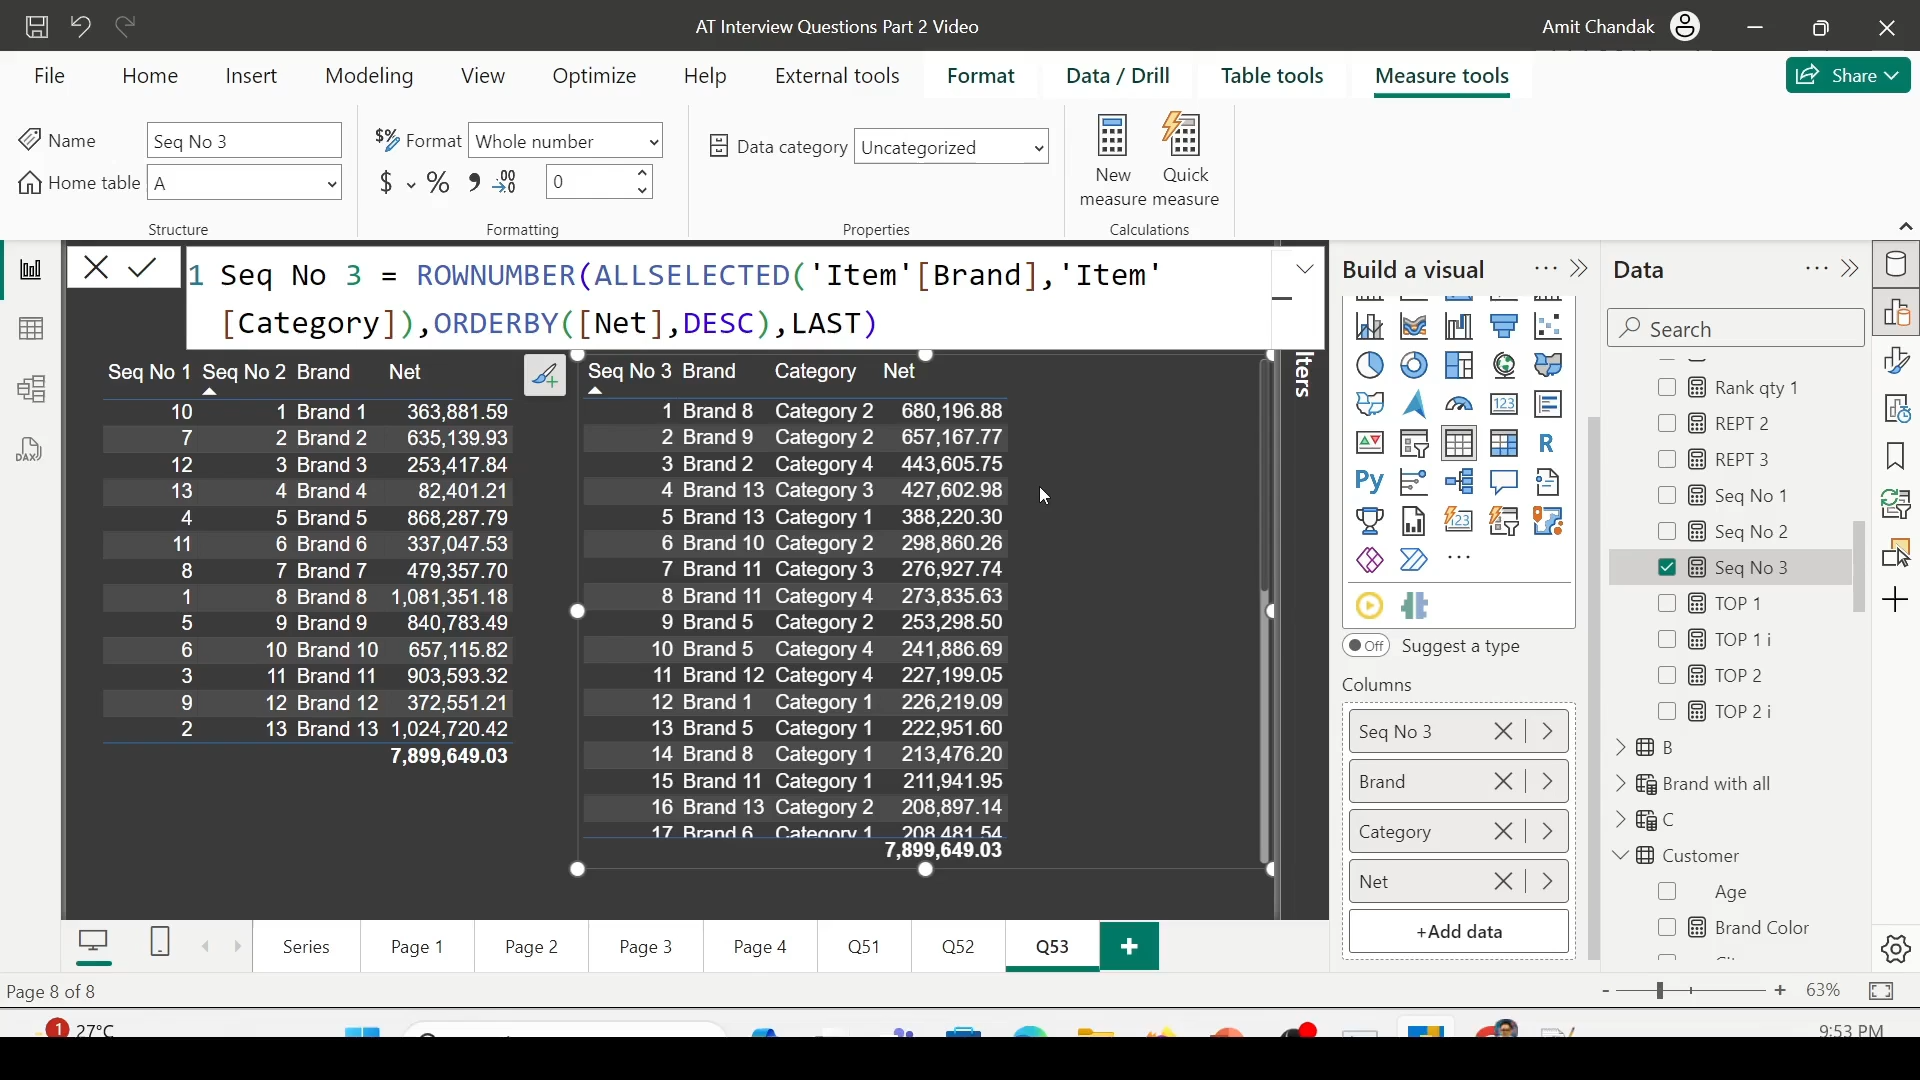 AT Interview Questions Part 2 Video
Amit Chandak
File Home Insert Modeling View Optimize Help External tools Format Data / Drill Table tools Measure tools
Share
Name Seq No 3
Home table A
Structure
$% Format Whole number
$ % 9 .00 0
Formatting
Data category Uncategorized
Properties
New measure
Quick measure
Calculations
1 Seq No 3 = ROWNUMBER(ALLSELECTED('Item'[Brand],'Item'
[Category]),ORDERBY([Net],DESC),LAST)
Seq No 1 Seq No 2 Brand Net
10 1 Brand 1 363,881.59
7 2 Brand 2 635,139.93
12 3 Brand 3 253,417.84
13 4 Brand 4 82,401.21
4 5 Brand 5 868,287.79
11 6 Brand 6 337,047.53
8 7 Brand 7 479,357.70
1 8 Brand 8 1,081,351.18
5 9 Brand 9 840,783.49
6 10 Brand 10 657,115.82
3 11 Brand 11 903,593.32
9 12 Brand 12 372,551.21
2 13 Brand 13 1,024,720.42
7,899,649.03
Seq No 3 Brand Category Net
1 Brand 8 Category 2 680,196.88
2 Brand 9 Category 2 657,167.77
3 Brand 2 Category 4 443,605.75
4 Brand 13 Category 3 427,602.98
5 Brand 13 Category 1 388,220.30
6 Brand 10 Category 2 298,860.26
7 Brand 11 Category 3 276,927.74
8 Brand 11 Category 4 273,835.63
9 Brand 5 Category 2 253,298.50
10 Brand 5 Category 4 241,886.69
11 Brand 12 Category 4 227,199.05
12 Brand 1 Category 1 226,219.09
13 Brand 5 Category 1 222,951.60
14 Brand 8 Category 1 213,476.20
15 Brand 11 Category 1 211,941.95
16 Brand 13 Category 2 208,897.14
17 Brand 6 Category 1 208,481.54
7,899,649.03
lters
DAX
Build a visual
123
R
Py
123
Suggest a type
Off
Columns
Seq No 3
Brand
Category
Net
+Add data
Data
Search
Rank qty 1
REPT 2
REPT 3
Seq No 1
Seq No 2
Seq No 3
TOP 1
TOP 1 i
TOP 2
TOP 2 i
B
Brand with all
C
Customer
Age
Brand Color
Series Page 1 Page 2 Page 3 Page 4 Q51 Q52 Q53 +
Page 8 of 8
- + 63%
1 27°C
9:53 PM